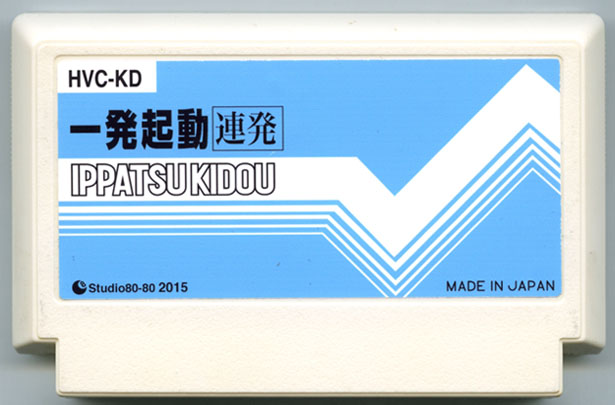 HVC-KD
一発起動 連発
IPPATSU KIDOU
Studio80-80 2015
MADE IN JAPAN